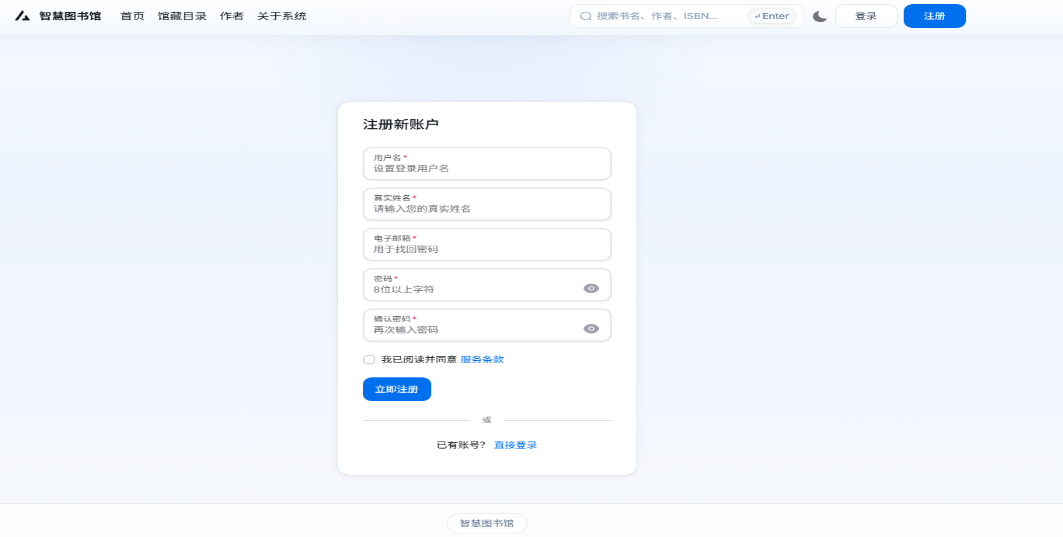 智慧图书馆 首页 馆藏目录 作者 关于系统 搜索书名、作者、ISBN... ↵Enter 登录 注册
注册新账户
用户名 *
设置登录用户名
真实姓名 *
请输入您的真实姓名
电子邮箱 *
用于找回密码
密码 *
8位以上字符
确认密码 *
再次输入密码
我已阅读并同意 服务条款
立即注册
或
已有账号? 直接登录
智慧图书馆